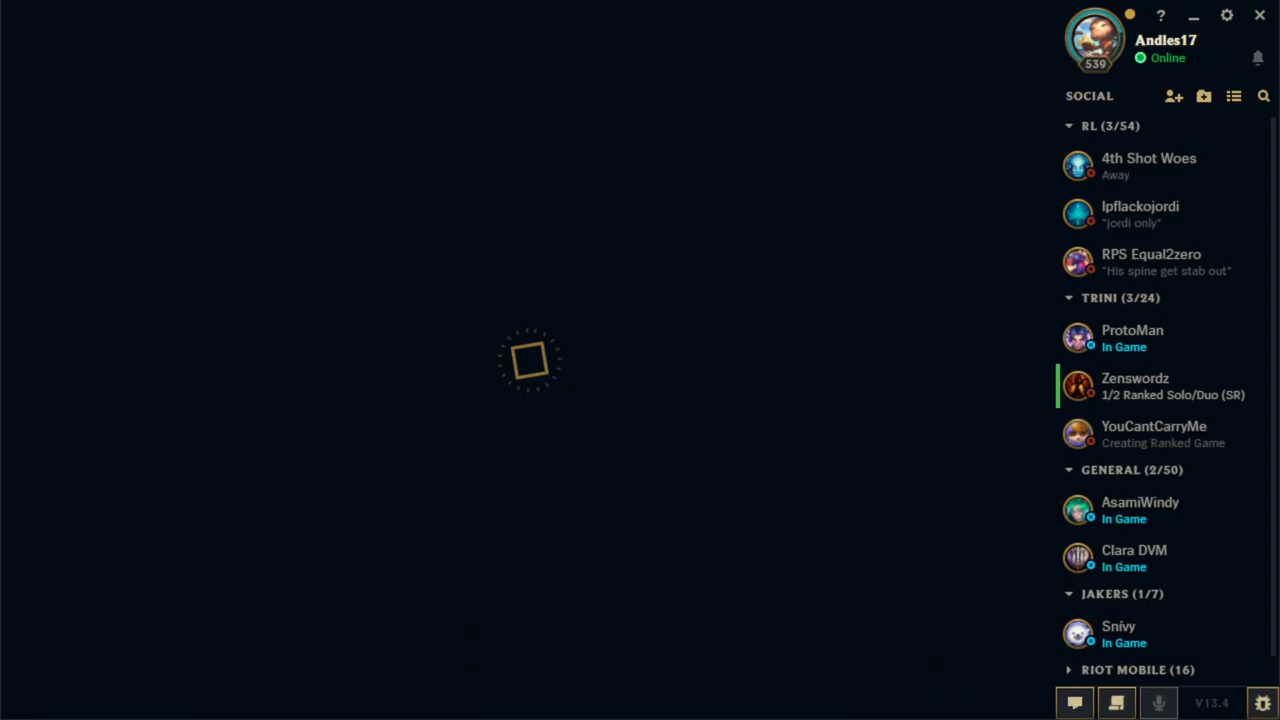 ?
Andles17
539
Online
SOCIAL
RL (3/54)
4th Shot Woes
Away
lpflackojordi
"jordi only"
RPS Equal2zero
"His spine get stab out"
TRINI (3/24)
ProtoMan
In Game
Zenswordz
1/2 Ranked Solo/Duo (SR)
YouCantCarryMe
Creating Ranked Game
GENERAL (2/50)
AsamiWindy
In Game
Clara DVM
In Game
JAKERS (1/7)
Snívy
In Game
RIOT MOBILE (16)
V13.4